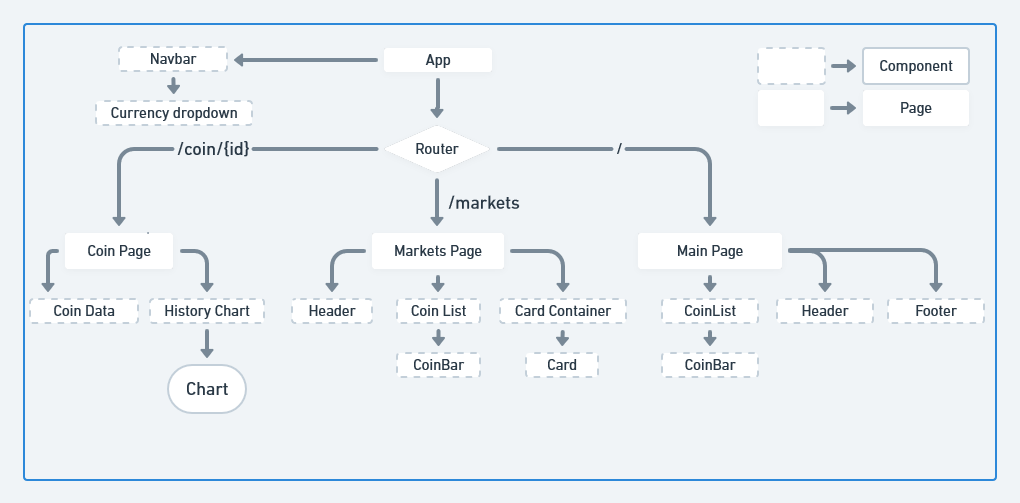 Navbar
App
Component
Currency dropdown
Page
/coin/{id}
Router
/
/markets
Coin Page
Markets Page
Main Page
Coin Data
History Chart
Header
Coin List
Card Container
CoinList
Header
Footer
CoinBar
Card
CoinBar
Chart